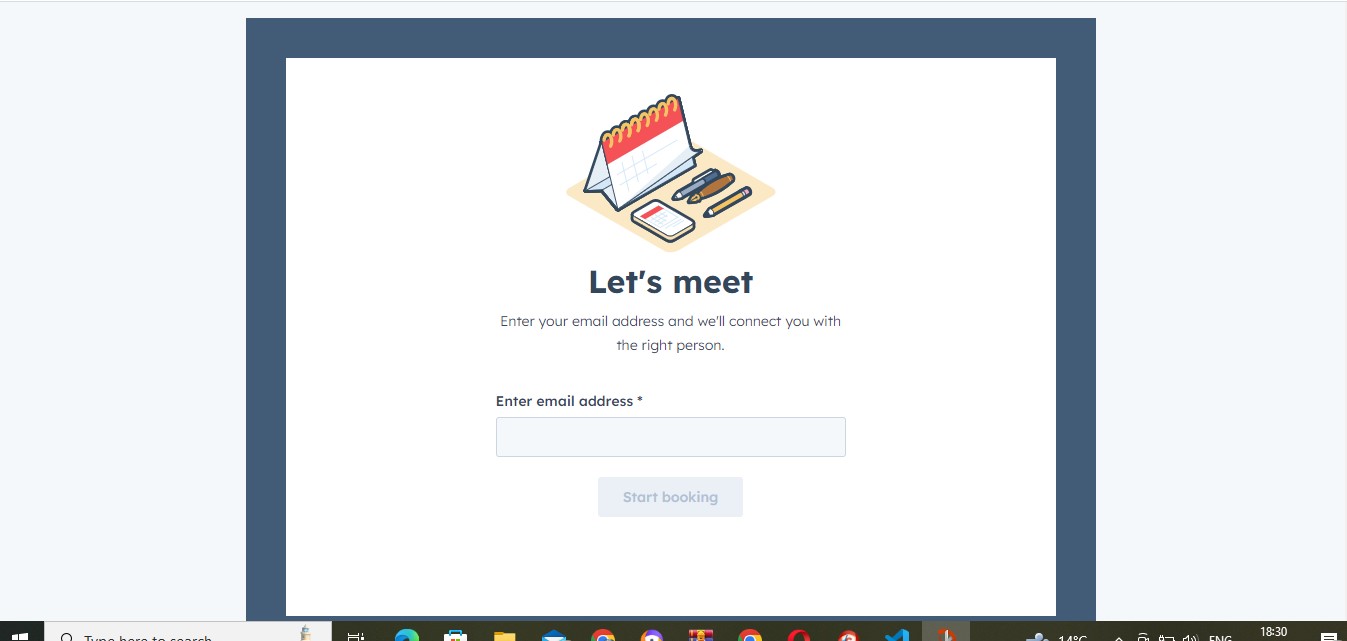 Let's meet
Enter your email address and we'll connect you with
the right person.
Enter email address *
Start booking
Type here to search
14°C
ENG
18:30